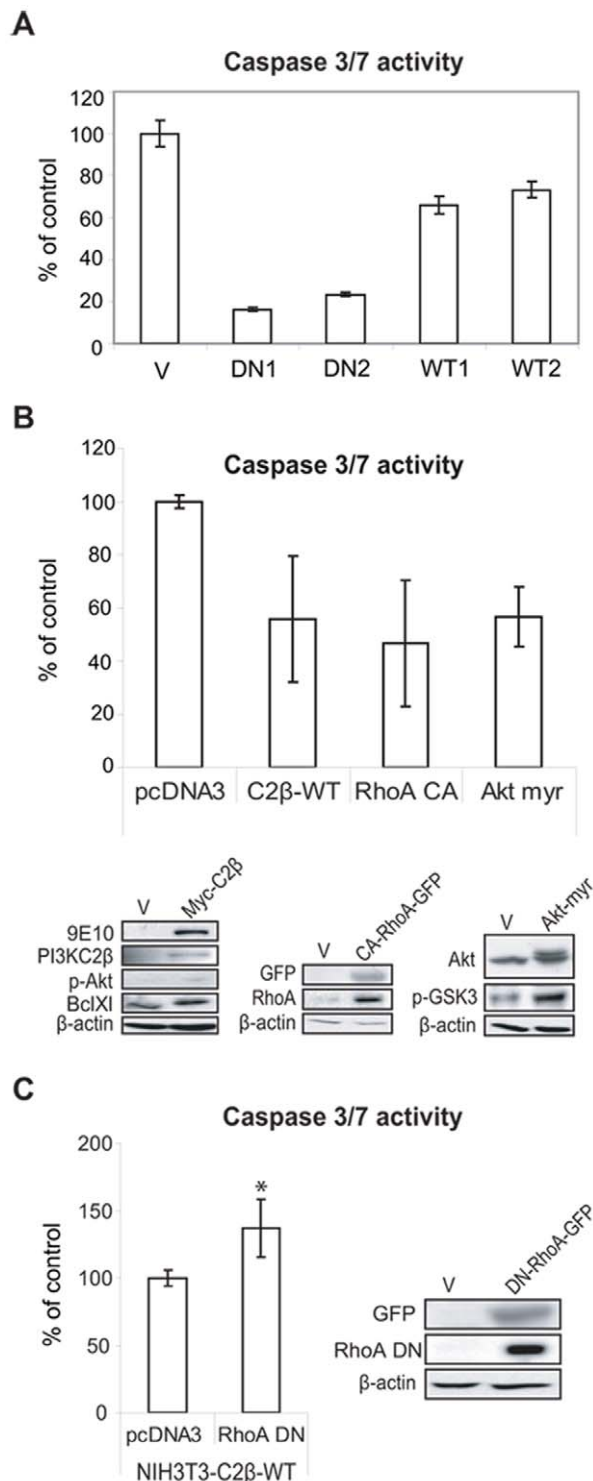 A
Caspase 3/7 activity
% of control
120
100
80
60
40
20
0
V DN1 DN2 WT1 WT2
B
Caspase 3/7 activity
% of control
120
100
80
60
40
20
0
pcDNA3 C2β-WT RhoA CA Akt myr
V Myc-C2β
9E10
PI3KC2β
p-Akt
BclXl
β-actin
V CA-RhoA-GFP
GFP
RhoA
β-actin
V Akt-myr
Akt
p-GSK3
β-actin
C
Caspase 3/7 activity
% of control
200
150
100
50
0
*
pcDNA3 RhoA DN
NIH3T3-C2β-WT
V DN-RhoA-GFP
GFP
RhoA DN
β-actin